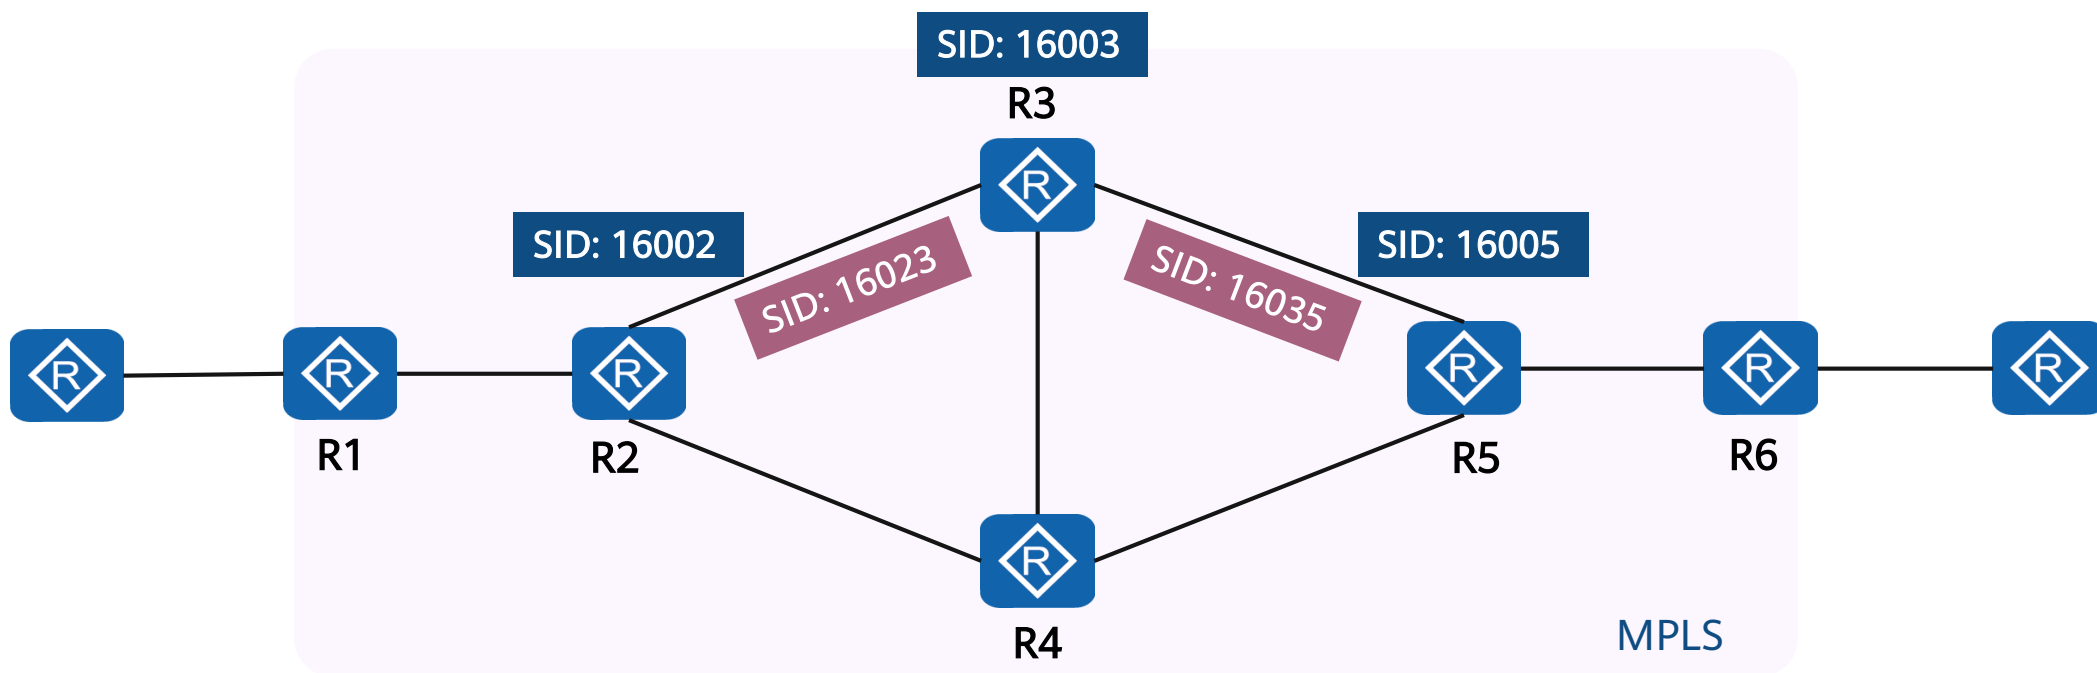 SID: 16003
R3
R
SID: 16002
SID: 16023
SID: 16035
SID: 16005
R
R
R
R
R
R
R1
R2
R5
R6
R
R4
MPLS